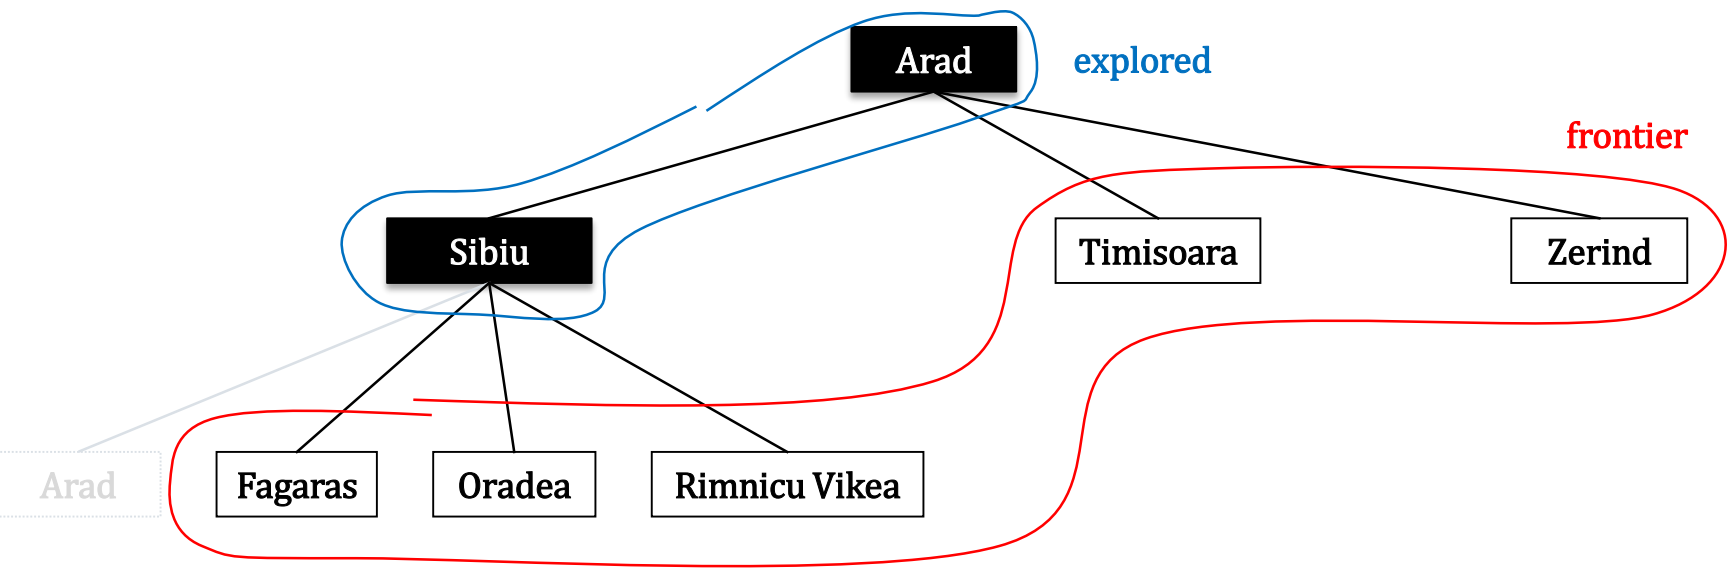 Arad
explored
frontier
Sibiu
Timisoara
Zerind
Arad
Fagaras
Oradea
Rimnicu Vikea